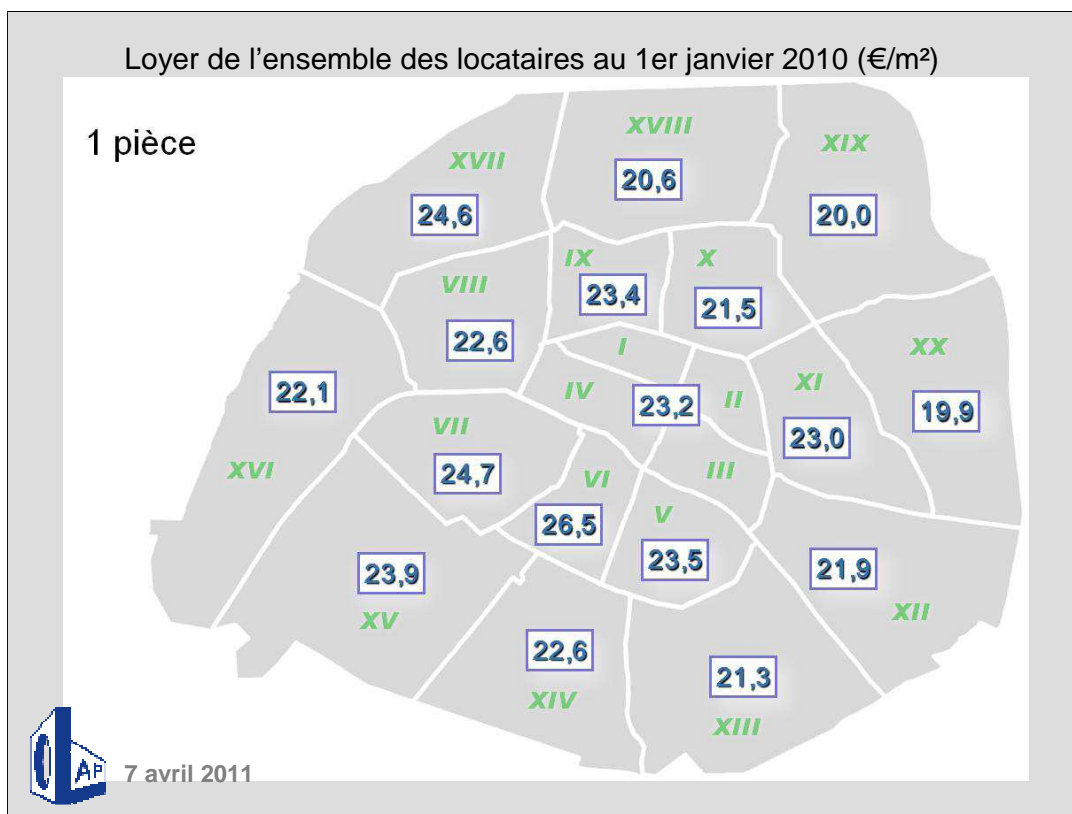 Loyer de l’ensemble des locataires au 1er janvier 2010 (€/m²)
1 pièce
XVIII
XIX
XVII
20,6
24,6
20,0
IX
X
VIII
23,4
21,5
22,6
I
XX
XI
22,1
IV
23,2
II
19,9
VII
23,0
XVI
24,7
VI
III
V
26,5
23,5
23,9
21,9
XV
XII
22,6
21,3
XIV
XIII
OLAP
7 avril 2011